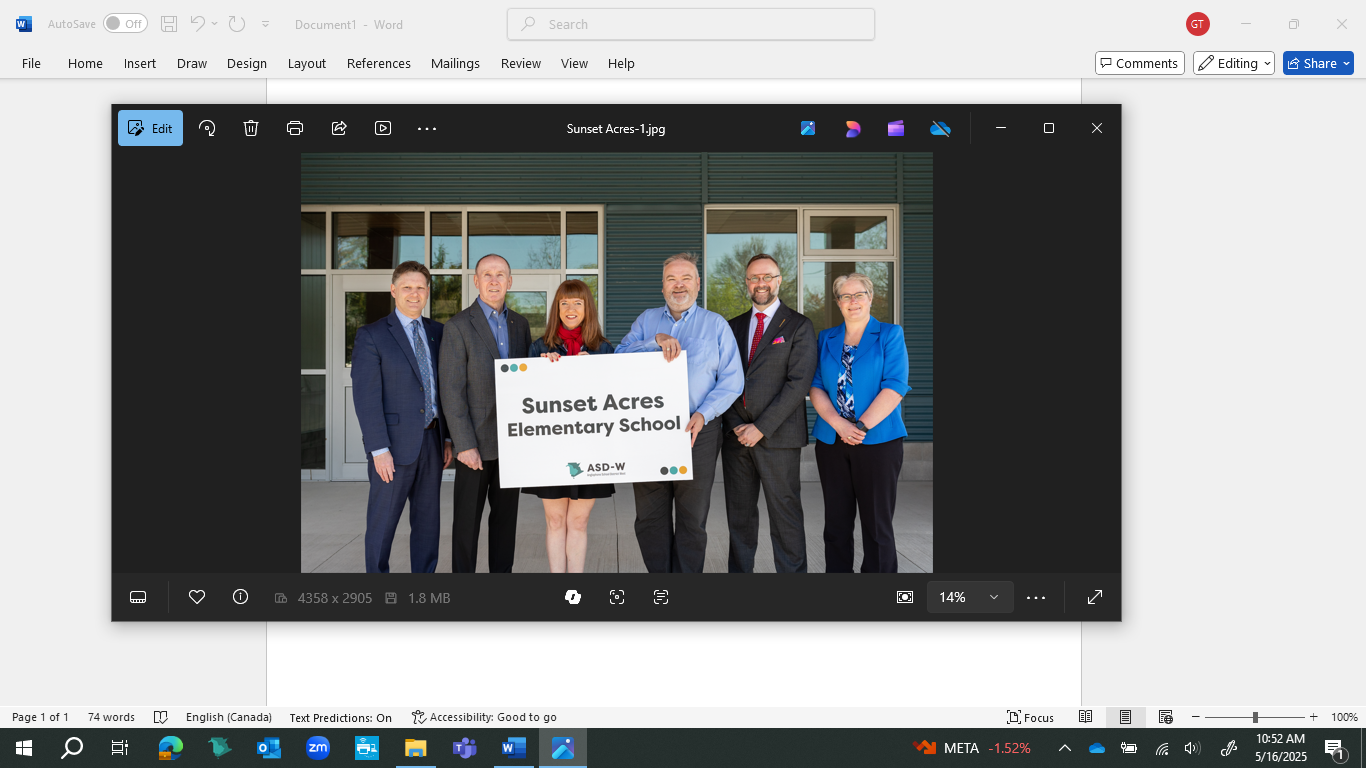 AutoSave Off Document1 - Word Search GT
File Home Insert Draw Design Layout References Mailings Review View Help Comments Editing Share
Edit Sunset Acres-1.jpg
Sunset Acres
Elementary School
ASD-W
4358 x 2905 1.8 MB 14%
Page 1 of 1 74 words English (Canada) Text Predictions: On Accessibility: Good to go Focus 100%
zm META -1.52% 10:52 AM
5/16/2025 1